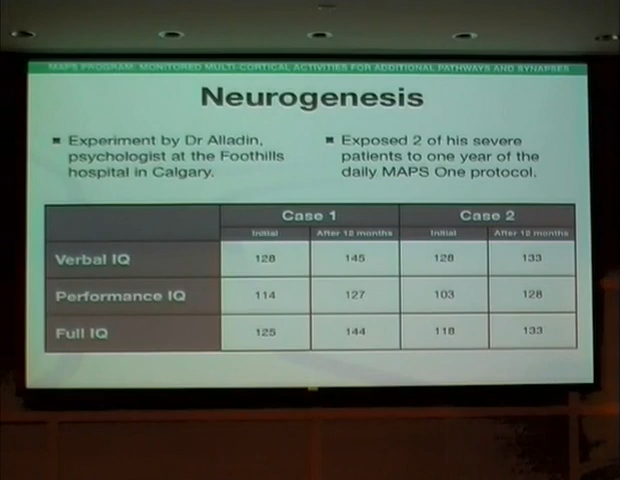 MAPS PROGRAM: MONITORED MULTI-CORTICAL ACTIVITIES FOR ADDITIONAL PATHWAYS AND SYNAPSES
Neurogenesis
Experiment by Dr Alladin,
psychologist at the Foothills
hospital in Calgary.
Exposed 2 of his severe
patients to one year of the
daily MAPS One protocol.
Case 1 Case 2
Initial After 12 months Initial After 12 months
Verbal IQ 128 145 128 133
Performance IQ 114 127 103 128
Full IQ 125 144 118 133